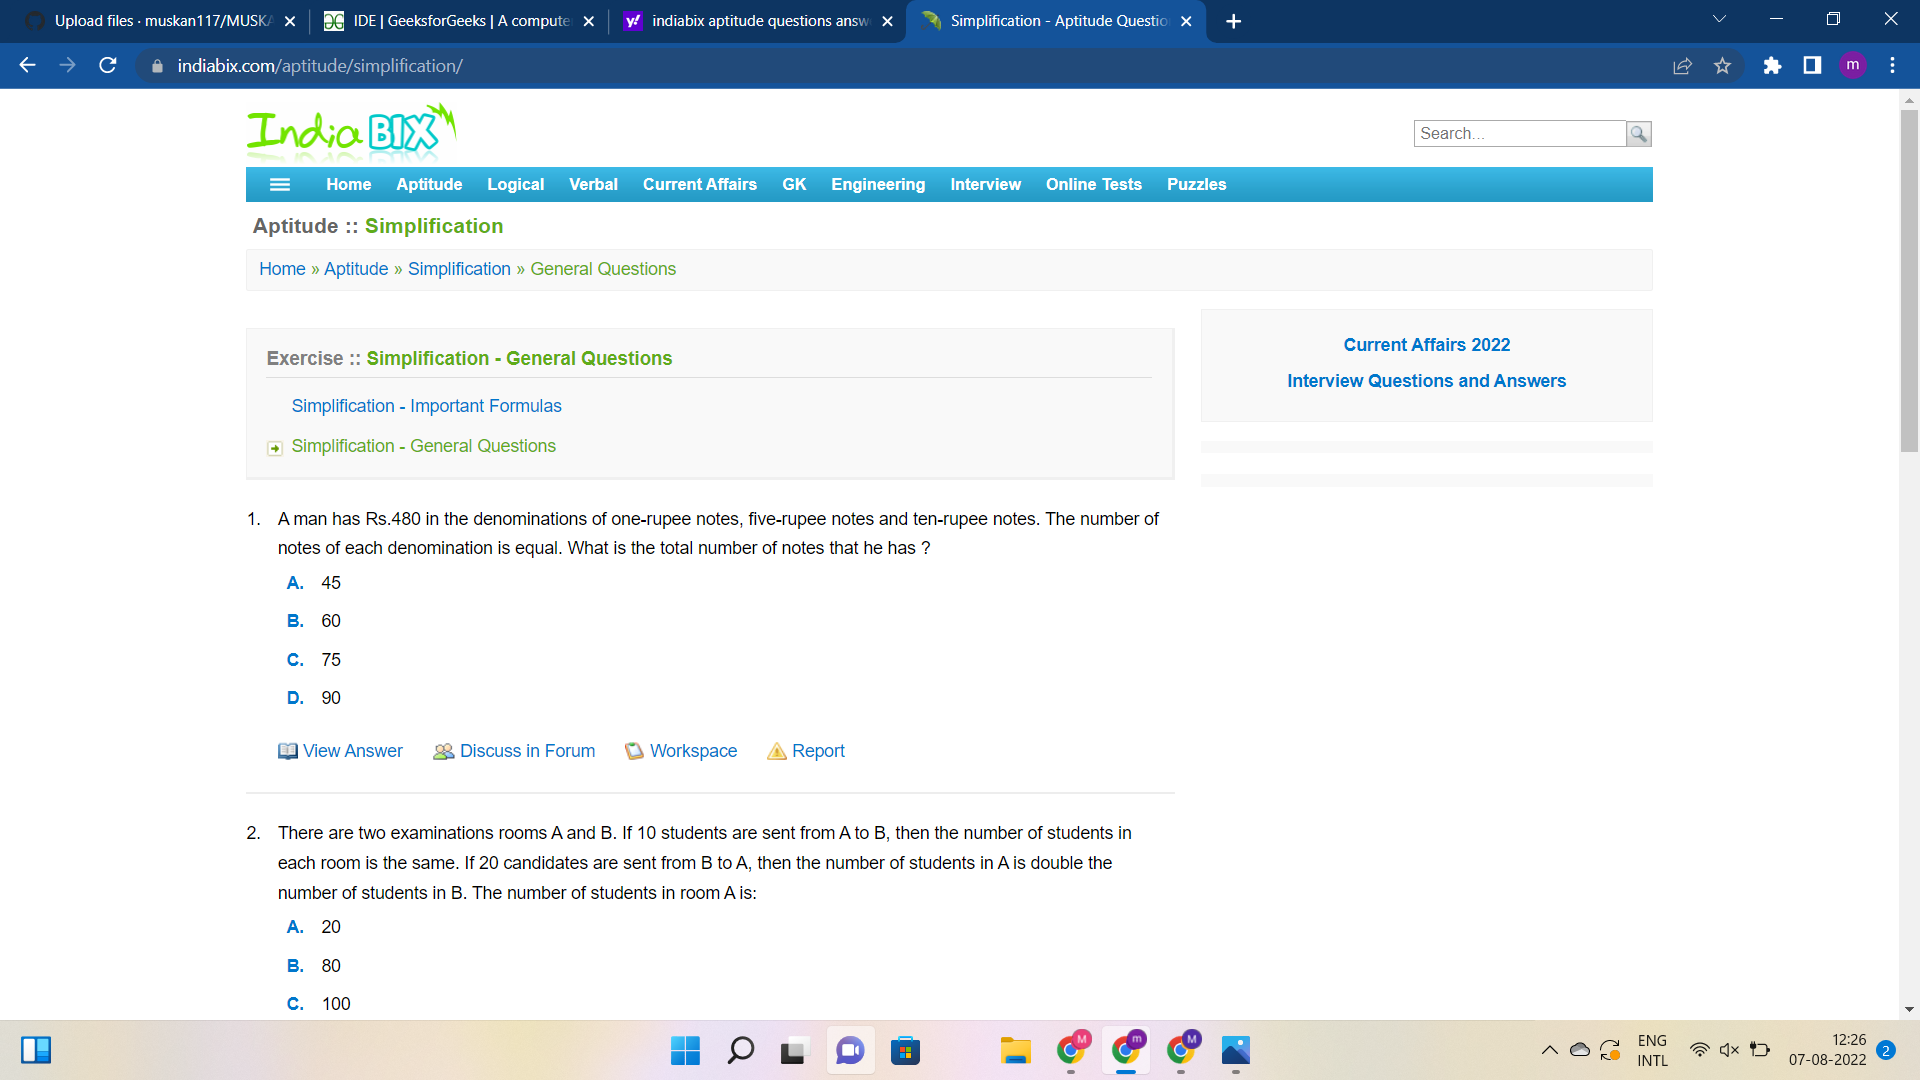 Upload files · muskan117/MUSKA
IDE | GeeksforGeeks | A compute
y! indiabix aptitude questions answ
Simplification - Aptitude Questio
indiabix.com/aptitude/simplification/
m
India BIX
Search...
Home Aptitude Logical Verbal Current Affairs GK Engineering Interview Online Tests Puzzles
Aptitude :: Simplification
Home » Aptitude » Simplification » General Questions
Exercise :: Simplification - General Questions
Simplification - Important Formulas
Simplification - General Questions
Current Affairs 2022
Interview Questions and Answers
1. A man has Rs.480 in the denominations of one-rupee notes, five-rupee notes and ten-rupee notes. The number of
notes of each denomination is equal. What is the total number of notes that he has ?
A. 45
B. 60
C. 75
D. 90
View Answer Discuss in Forum Workspace Report
2. There are two examinations rooms A and B. If 10 students are sent from A to B, then the number of students in
each room is the same. If 20 candidates are sent from B to A, then the number of students in A is double the
number of students in B. The number of students in room A is:
A. 20
B. 80
C. 100
M m M
ENG
INTL
12:26
07-08-2022
2